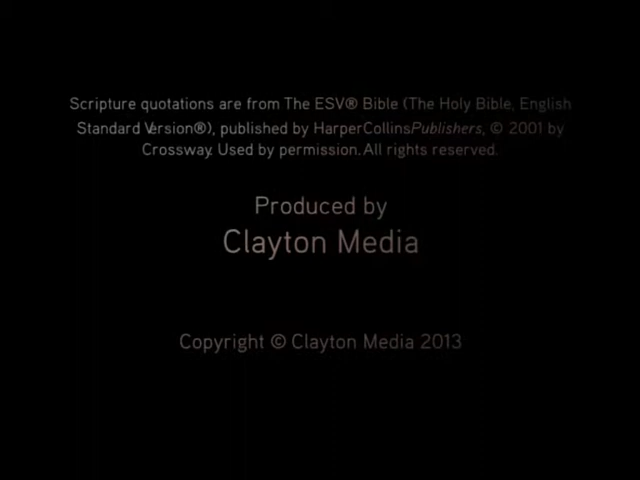 Scripture quotations are from The ESV® Bible (The Holy Bible, English
Standard Version®), published by HarperCollinsPublishers, © 2001 by
Crossway. Used by permission. All rights reserved.
Produced by
Clayton Media
Copyright © Clayton Media 2013